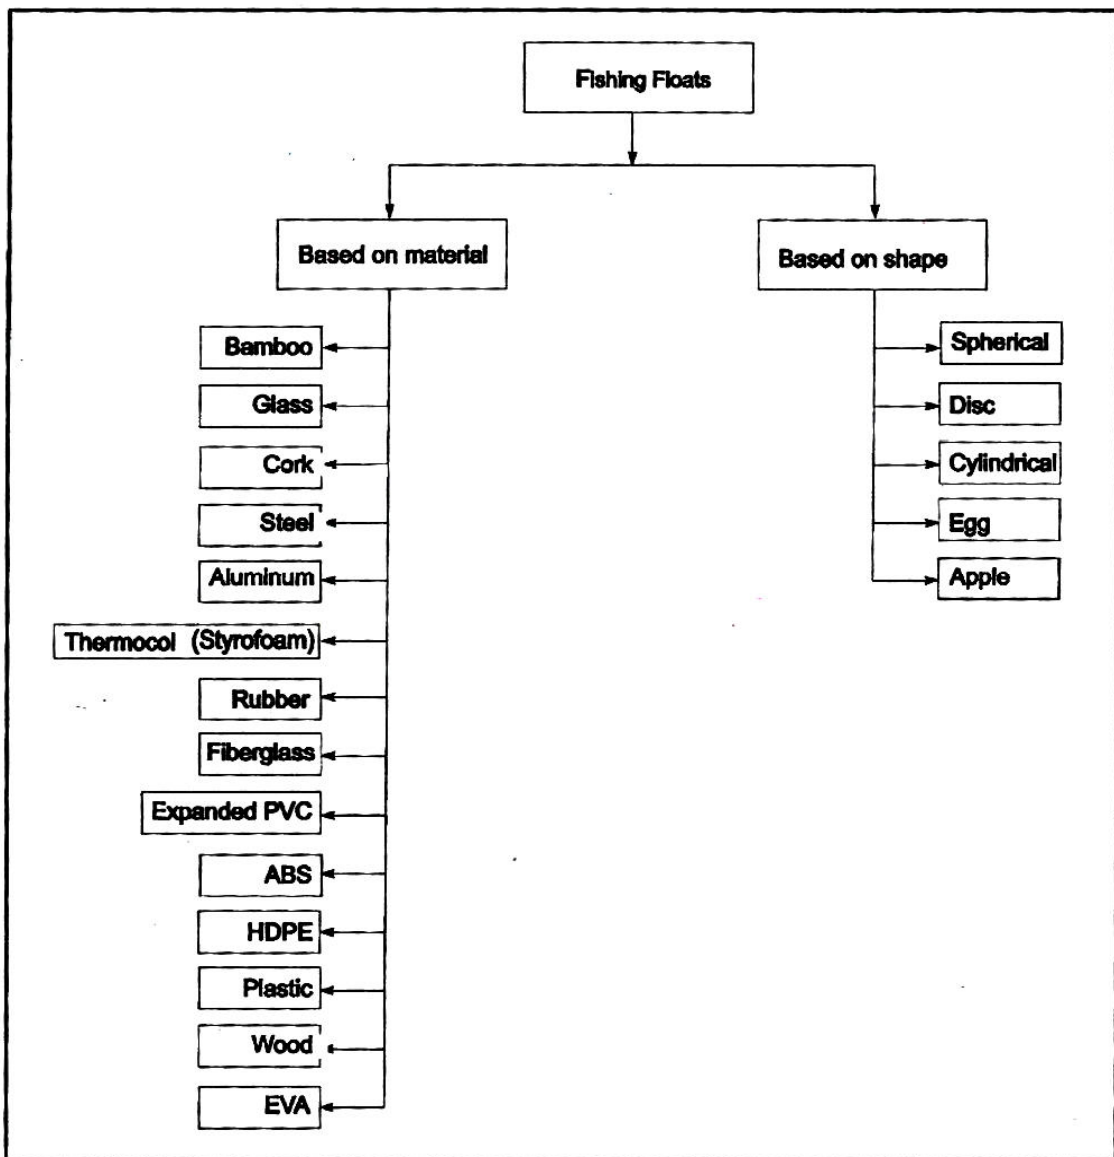 Fishing Floats
Based on material
Based on shape
Bamboo
Glass
Cork
Steel
Aluminum
Thermocol (Styrofoam)
Rubber
Fiberglass
Expanded PVC
ABS
HDPE
Plastic
Wood
EVA
Spherical
Disc
Cylindrical
Egg
Apple